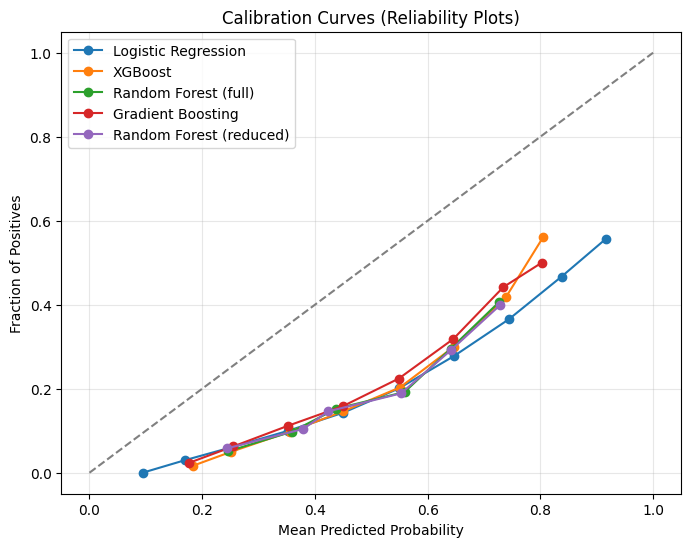 Calibration Curves (Reliability Plots)
Logistic Regression
XGBoost
Random Forest (full)
Gradient Boosting
Random Forest (reduced)
Fraction of Positives
1.0
0.8
0.6
0.4
0.2
0.0
0.0 0.2 0.4 0.6 0.8 1.0
Mean Predicted Probability